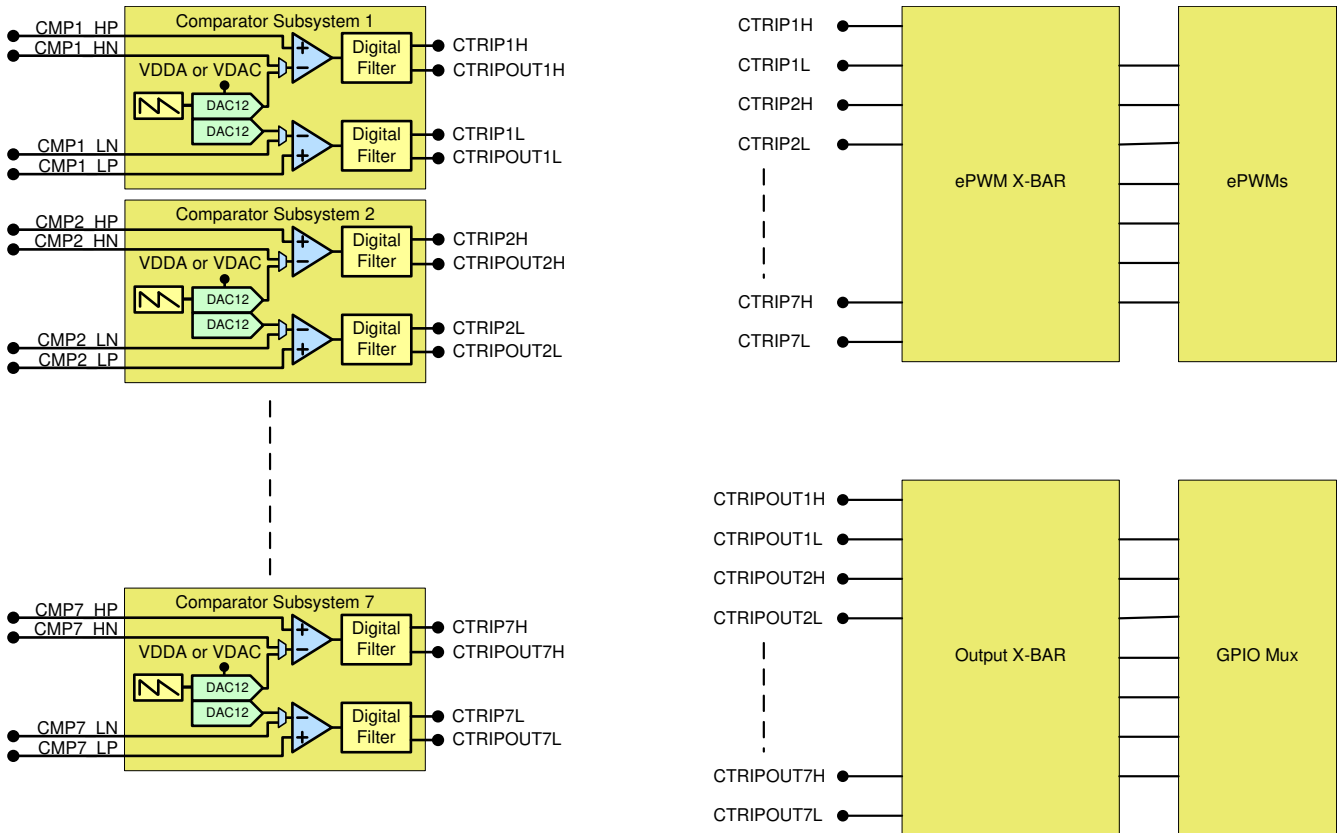 Comparator Subsystem 1
CMP1_HP
CMP1_HN
VDDA or VDAC
DAC12
DAC12
CMP1_LN
CMP1_LP
+
−
−
+
Digital
Filter
Digital
Filter
CTRIP1H
CTRIPOUT1H
CTRIP1L
CTRIPOUT1L
Comparator Subsystem 2
CMP2_HP
CMP2_HN
VDDA or VDAC
DAC12
DAC12
CMP2_LN
CMP2_LP
+
−
−
+
Digital
Filter
Digital
Filter
CTRIP2H
CTRIPOUT2H
CTRIP2L
CTRIPOUT2L
Comparator Subsystem 7
CMP7_HP
CMP7_HN
VDDA or VDAC
DAC12
DAC12
CMP7_LN
CMP7_LP
+
−
−
+
Digital
Filter
Digital
Filter
CTRIP7H
CTRIPOUT7H
CTRIP7L
CTRIPOUT7L
CTRIP1H
CTRIP1L
CTRIP2H
CTRIP2L
CTRIP7H
CTRIP7L
ePWM X-BAR
ePWMs
CTRIPOUT1H
CTRIPOUT1L
CTRIPOUT2H
CTRIPOUT2L
CTRIPOUT7H
CTRIPOUT7L
Output X-BAR
GPIO Mux